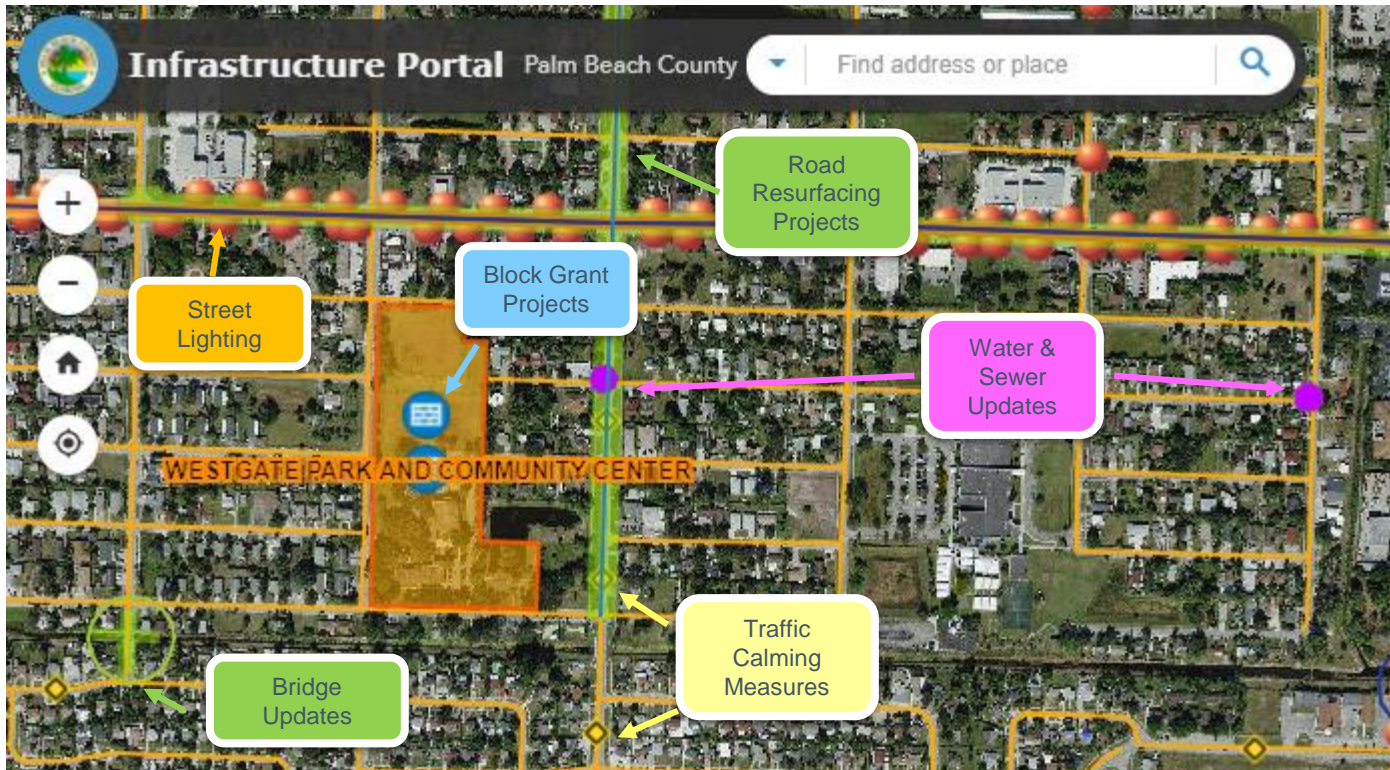 Infrastructure Portal Palm Beach County
Find address or place
Road
Resurfacing
Projects
Block Grant
Projects
Street
Lighting
Water &
Sewer
Updates
WESTGATE PARK AND COMMUNITY CENTER
Traffic
Calming
Measures
Bridge
Updates